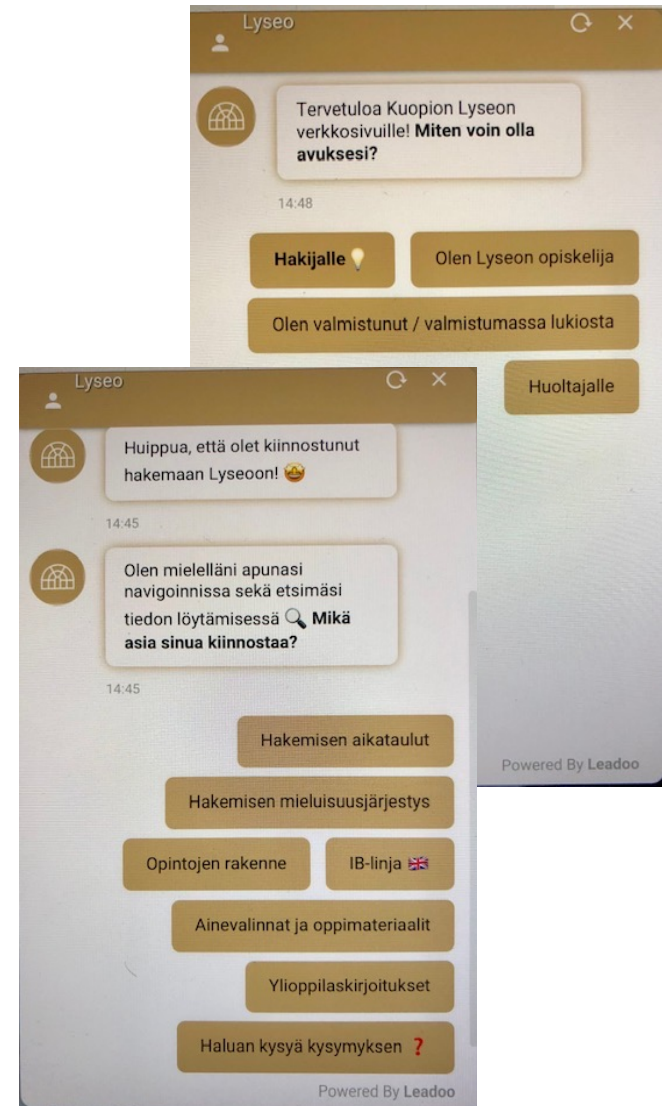 Lyseo
Tervetuloa Kuopion Lyseon
verkkosivuille! Miten voin olla
avuksesi?
14:48
Hakijalle💡 Olen Lyseon opiskelija
Olen valmistunut / valmistumassa lukiosta
Huoltajalle
Powered By Leadoo
Lyseo
Huippua, että olet kiinnostunut
hakemaan Lyseoon! 🤩
14:45
Olen mielelläni apunasi
navigoinnissa sekä etsimäsi
tiedon löytämisessä 🔍 Mikä
asia sinua kiinnostaa?
14:45
Hakemisen aikataulut
Hakemisen mieluisuusjärjestys
Opintojen rakenne IB-linja 🇬🇧
Ainevalinnat ja oppimateriaalit
Ylioppilaskirjoitukset
Haluan kysyä kysymyksen ❓
Powered By Leadoo